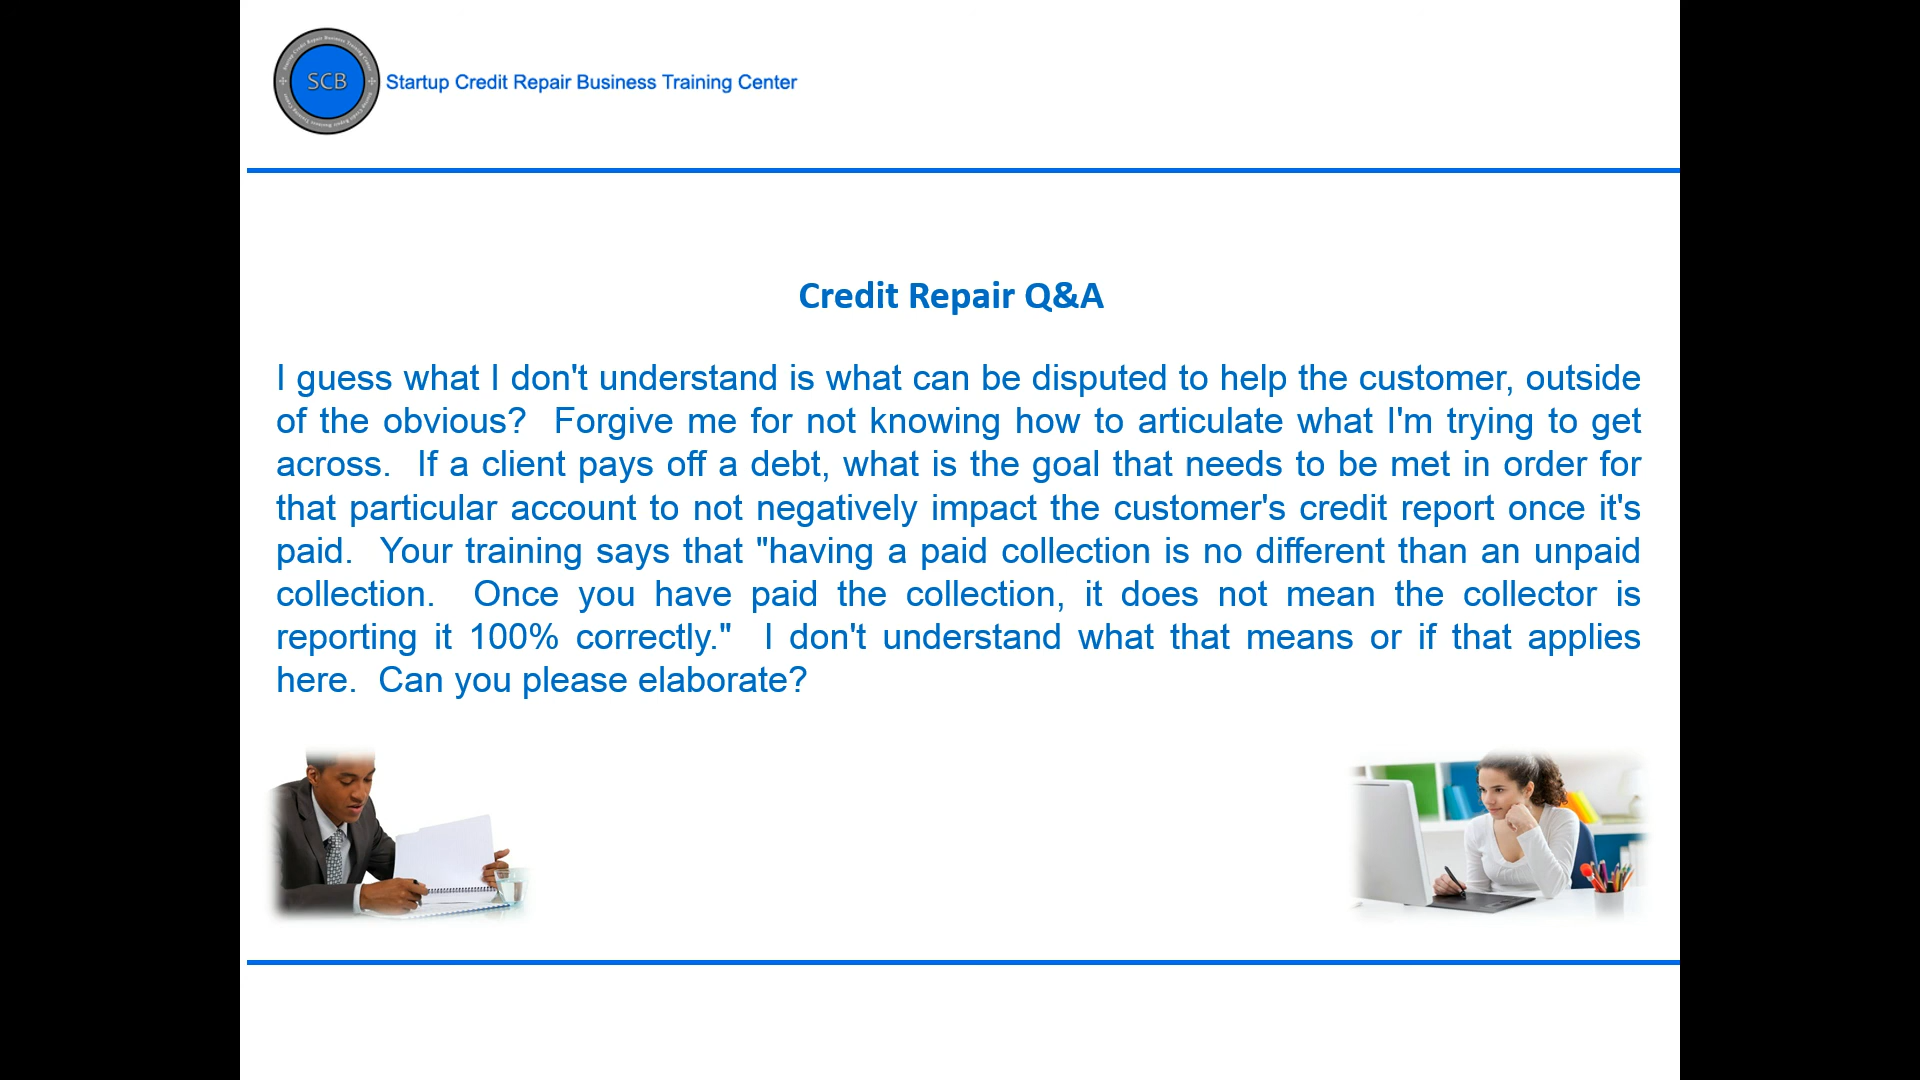 SCB
Startup Credit Repair Business Training Center
Credit Repair Q&A
I guess what I don't understand is what can be disputed to help the customer, outside
of the obvious?  Forgive me for not knowing how to articulate what I'm trying to get
across.  If a client pays off a debt, what is the goal that needs to be met in order for
that particular account to not negatively impact the customer's credit report once it's
paid.  Your training says that "having a paid collection is no different than an unpaid
collection.  Once you have paid the collection, it does not mean the collector is
reporting it 100% correctly."  I don't understand what that means or if that applies
here.  Can you please elaborate?